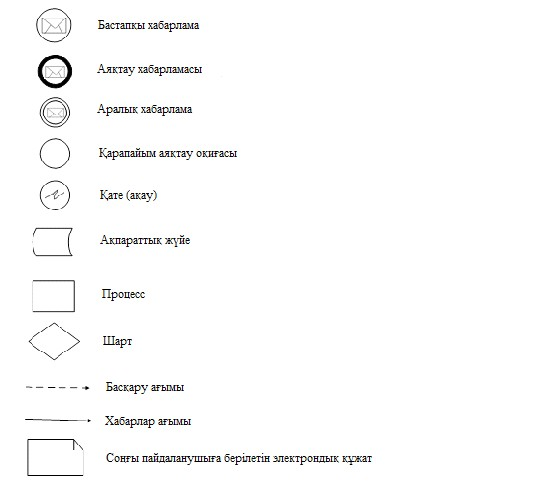 Бастапқы хабарлама
Аяқтау хабарламасы
Аралық хабарлама
Қарапайым аяқтау оқиғасы
Қате (ақау)
Ақпараттық жүйе
Процесс
Шарт
Басқару ағымы
Хабарлар ағымы
Соңғы пайдаланушыға берілетін электрондық құжат